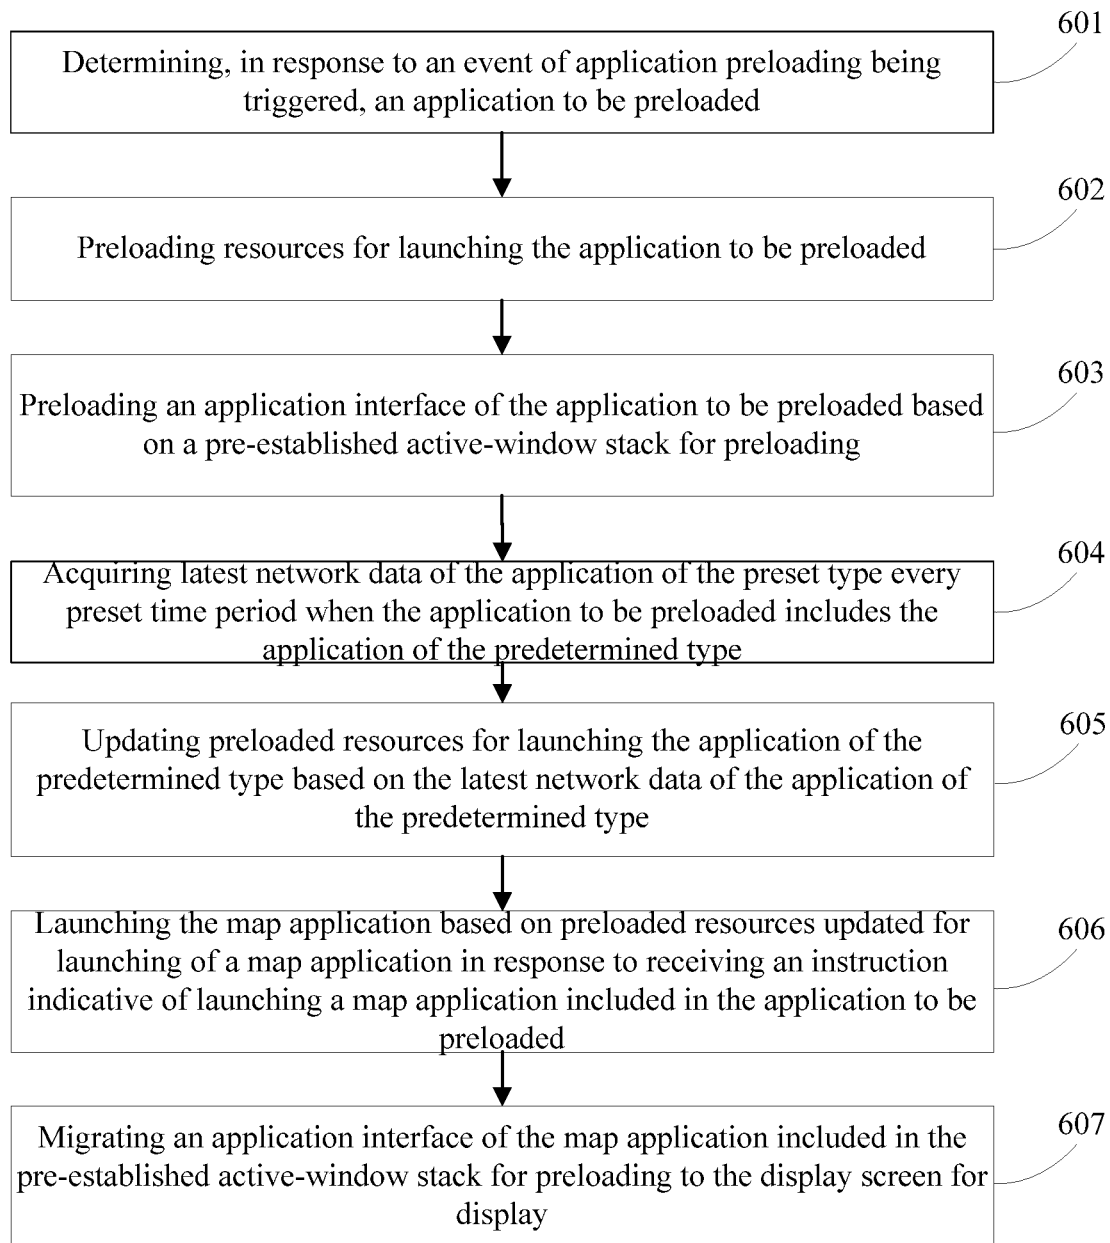 601
Determining, in response to an event of application preloading being
triggered, an application to be preloaded
602
Preloading resources for launching the application to be preloaded
603
Preloading an application interface of the application to be preloaded based
on a pre-established active-window stack for preloading
604
Acquiring latest network data of the application of the preset type every
preset time period when the application to be preloaded includes the
application of the predetermined type
605
Updating preloaded resources for launching the application of the
predetermined type based on the latest network data of the application of
the predetermined type
606
Launching the map application based on preloaded resources updated for
launching of a map application in response to receiving an instruction
indicative of launching a map application included in the application to be
preloaded
607
Migrating an application interface of the map application included in the
pre-established active-window stack for preloading to the display screen for
display